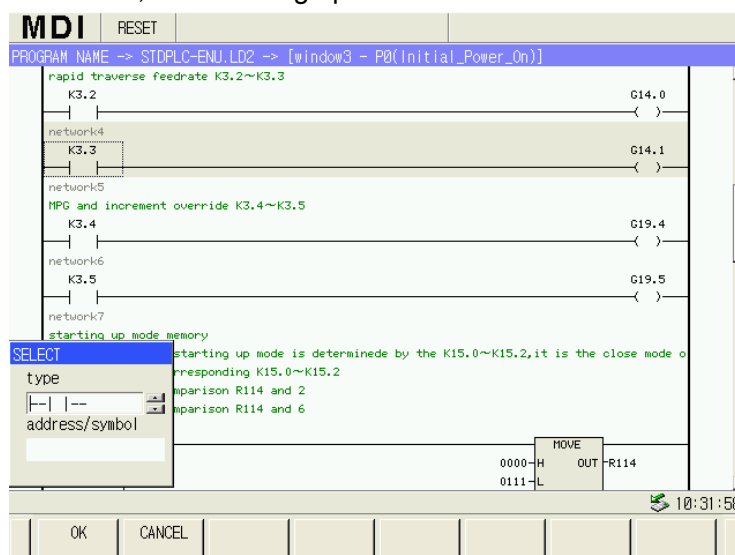 MDI RESET
PROGRAM NAME -> STDPLC-ENU.LD2 -> [window3 - P0(Initial_Power_On)]
rapid traverse feedrate K3.2~K3.3
K3.2 G14.0
network4
K3.3 G14.1
network5
MPG and increment override K3.4~K3.5
K3.4 G19.4
network6
K3.5 G19.5
network7
starting up mode memory
starting up mode is determinede by the K15.0~K15.2,it is the close mode o
rresponding K15.0~K15.2
mparison R114 and 2
mparison R114 and 6
SELECT
type
address/symbol
MOVE
0000 H OUT R114
0111 L
10:31:58
OK CANCEL